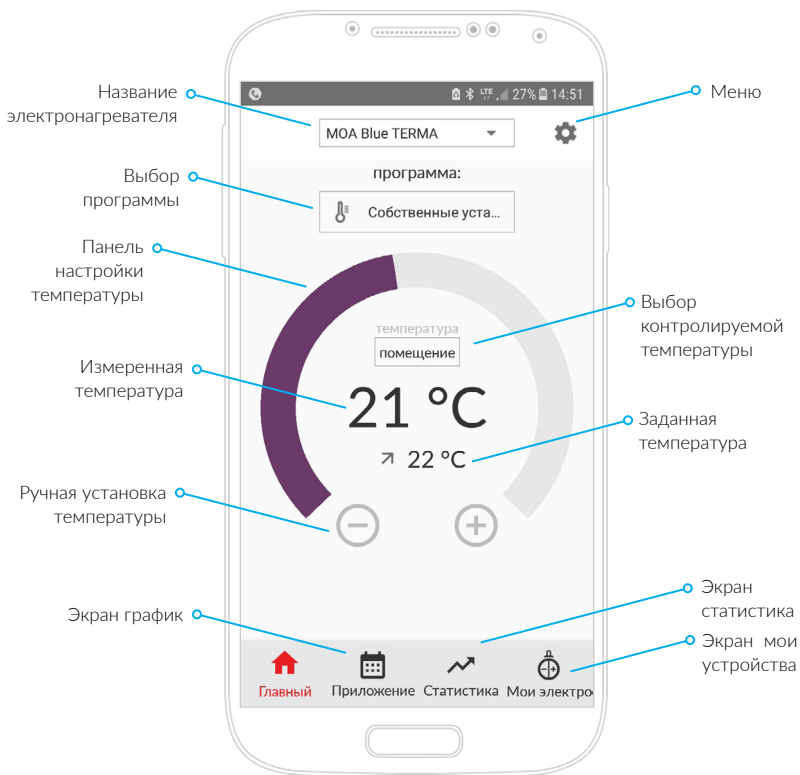 Название
электронагревателя
Выбор
программы
Панель
настройки
температуры
Измеренная
температура
Ручная установка
температуры
Экран график
LTE 27% 14:51
MOA Blue TERMA
программа:
Собственные уста...
температура
помещение
21 °C
22 °C
Главный
Приложение
Статистика
Мои электро
Меню
Выбор
контролируемой
температуры
Заданная
температура
Экран
статистика
Экран мои
устройства